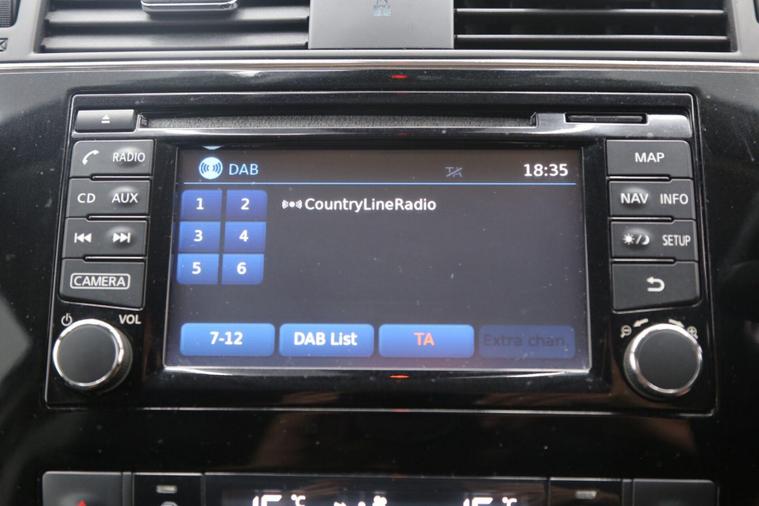 DAB
TA
18:35
1 2
CountryLineRadio
3 4
5 6
7-12
DAB List
TA
Extra chan.
RADIO
CD AUX
CAMERA
VOL
MAP
NAV INFO
SETUP